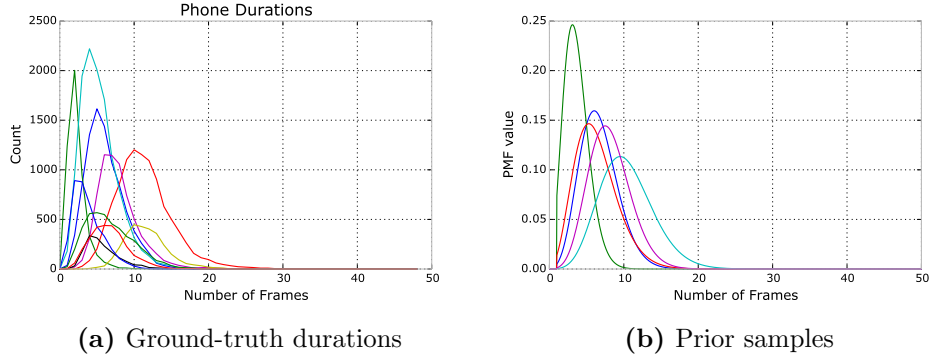 Phone Durations
2500
2000
1500
1000
500
0
Count
0 10 20 30 40 50
Number of Frames
(a) Ground-truth durations
0.25
0.20
0.15
0.10
0.05
0.00
PMF value
0 10 20 30 40 50
Number of Frames
(b) Prior samples